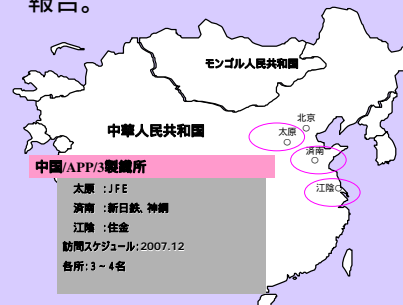 報告。
モンゴル人民共和国
北京
中華人民共和国
太原
済南
江陰
中国/APP/3製鐵所
太原 :JFE
済南 :新日鉄, 神鋼
江陰 :住金
訪問スケジュール:2007.12
各所:3~4名